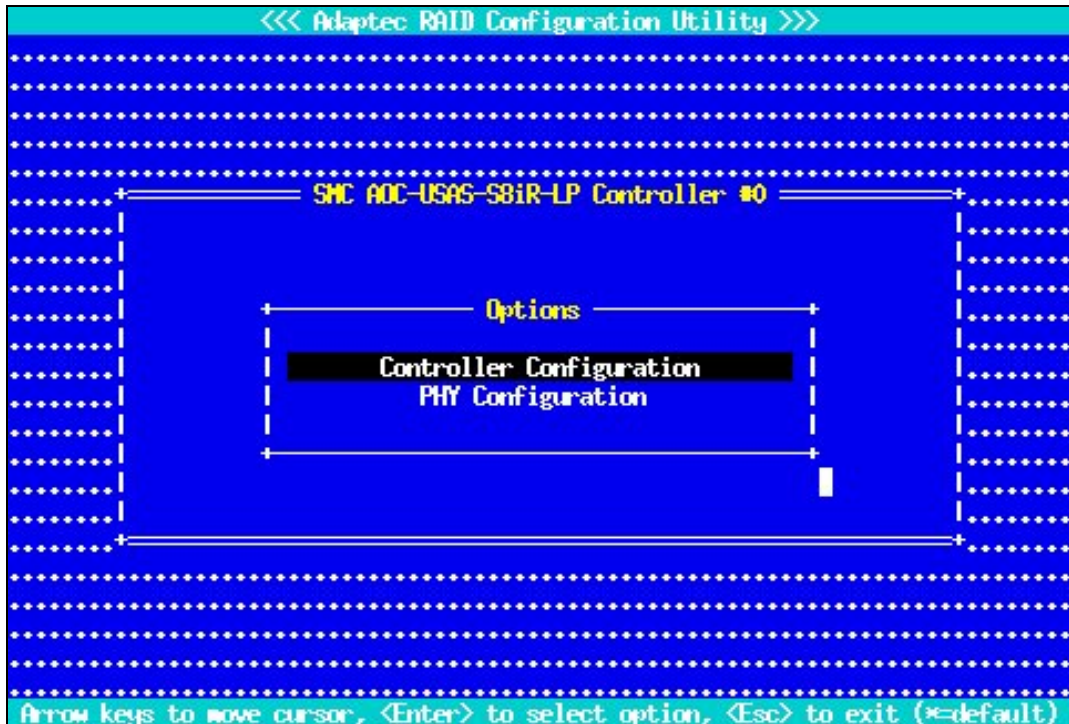 <<< Adaptec RAID Configuration Utility >>>
SMC AOC-USAS-S8iR-LP Controller #0
Options
Controller Configuration
PHY Configuration
Arrow keys to move cursor, <Enter> to select option, <Esc> to exit (*=default)